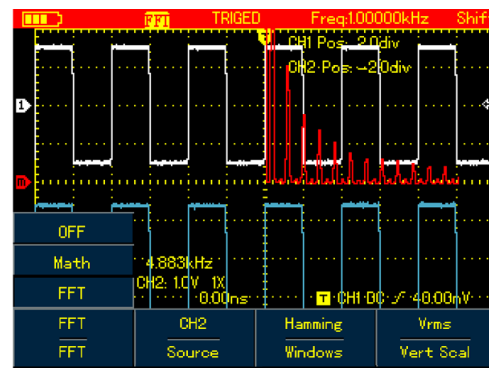 FFT TRIGED Freq:1.00000kHz Shift
T
CH1 Pos: 2.0div
CH2 Pos: -2.0div
1
m
OFF
Math 4.883kHz
CH2: 1.0V 1X
FFT 0.00ns T CH1 DC 40.00mV
FFT CH2 Hamming Vrms
FFT Source Windows Vert Scal